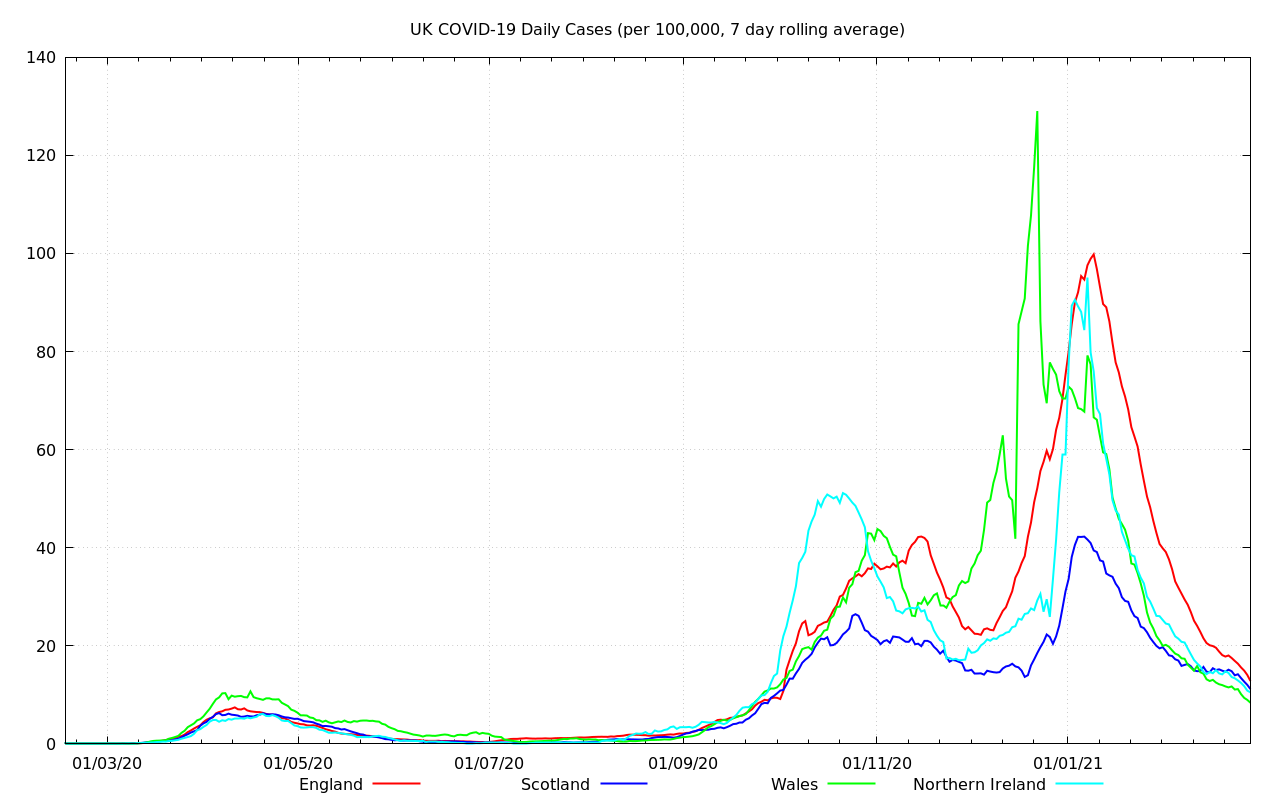 UK COVID-19 Daily Cases (per 100,000, 7 day rolling average)
140
120
100
80
60
40
20
0
01/03/20 01/05/20 01/07/20 01/09/20 01/11/20 01/01/21
England Scotland Wales Northern Ireland